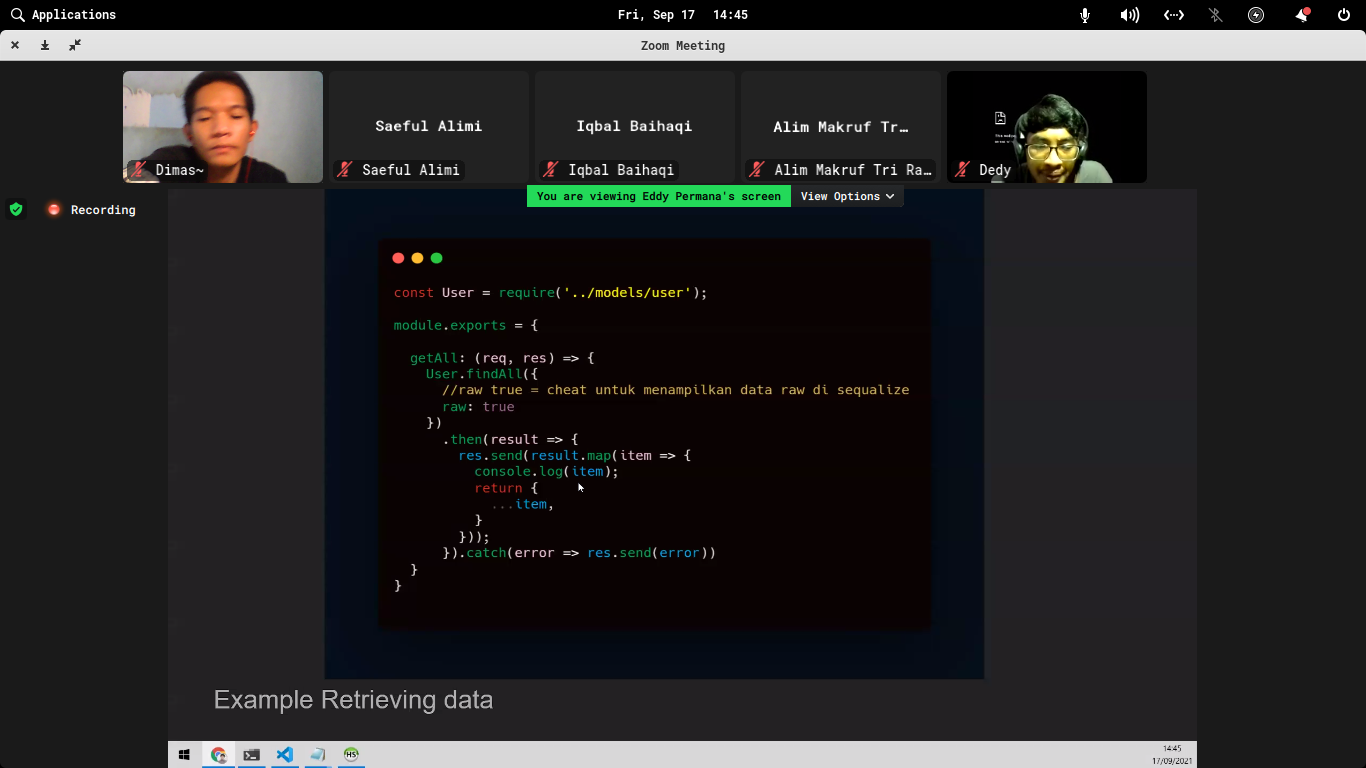 Applications
Fri, Sep 17 14:45
Zoom Meeting
Saeful Alimi
Iqbal Baihaqi
Alim Makruf Tr...
Dimas~
Saeful Alimi
Iqbal Baihaqi
Alim Makruf Tri Ra...
Dedy
You are viewing Eddy Permana's screen
View Options
Recording
const User = require('../models/user');
module.exports = {
getAll: (req, res) => {
User.findAll({
//raw true = cheat untuk menampilkan data raw di sequalize
raw: true
})
.then(result => {
res.send(result.map(item => {
console.log(item);
return {
...item,
}
}));
}).catch(error => res.send(error))
}
}
Example Retrieving data
HS
14:45
17/09/2021